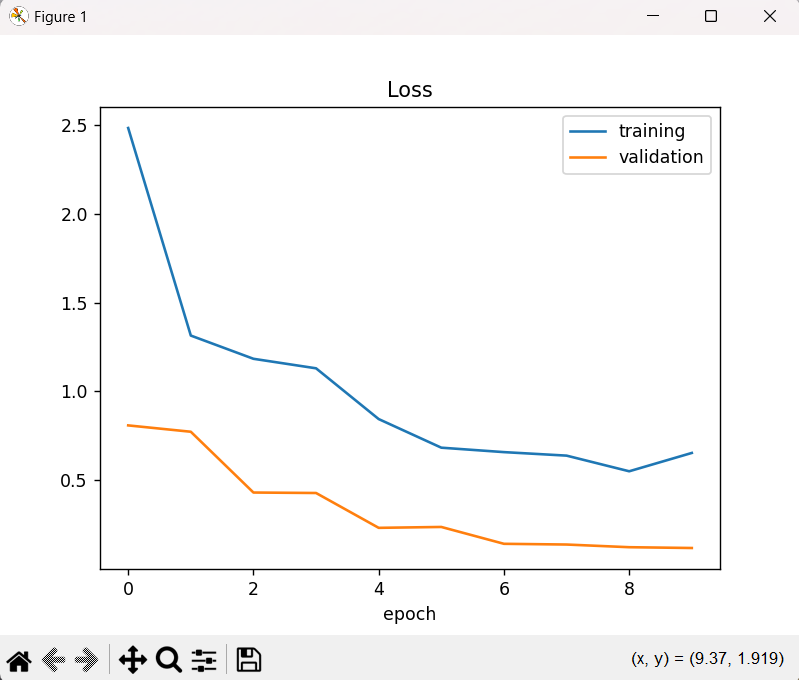 Figure 1
Loss
training
validation
2.5
2.0
1.5
1.0
0.5
0 2 4 6 8
epoch
(x, y) = (9.37, 1.919)